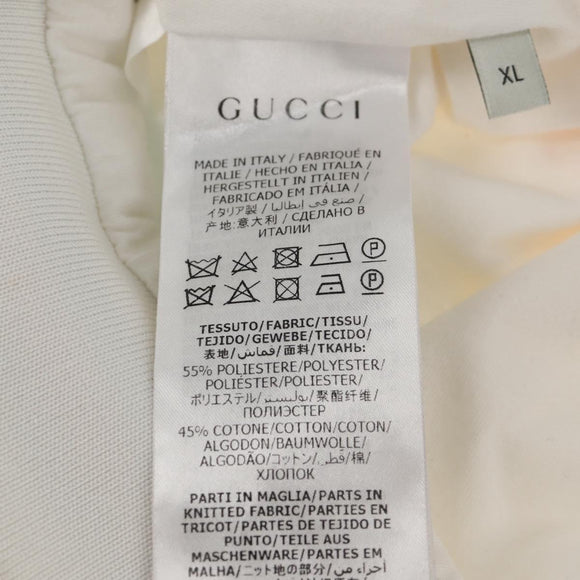 XL
GUCCI
MADE IN ITALY / FABRIQUÉ EN
ITALIE / HECHO EN ITALIA /
HERGESTELLT IN ITALIEN /
FABRICADO EM ITÁLIA /
イタリア製 / صنع في إيطاليا /
产地:意大利 / СДЕЛАНО В
ИТАЛИИ
P
P
TESSUTO/FABRIC/TISSU/
TEJIDO/GEWEBE/TECIDO/
表地/قماش/面料/ТКАНЬ:
55% POLIESTERE/POLYESTER/
POLIÉSTER/POLIÉSTER/
ポリエステル/بوليستر/聚酯纤维/
ПОЛИЭСТЕР
45% COTONE/COTTON/COTON/
ALGODON/BAUMWOLLE/
ALGODÃO/コットン/قطن/棉/
ХЛОПОК
PARTI IN MAGLIA/PARTS IN
KNITTED FABRIC/PARTIES EN
TRICOT/PARTES DE TEJIDO DE
PUNTO/TEILE AUS
MASCHENWARE/PARTES EM
MALHA/ニット地の部分/أجزاء من